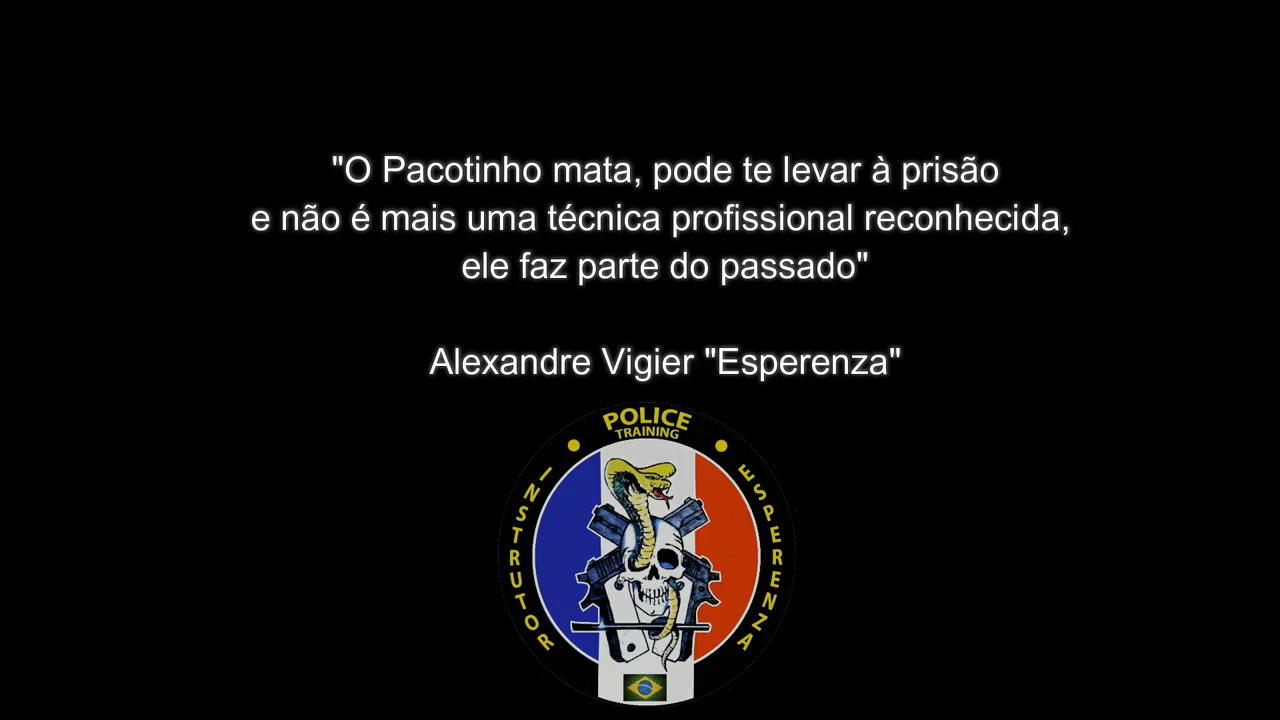 "O Pacotinho mata, pode te levar à prisão
e não é mais uma técnica profissional reconhecida,
ele faz parte do passado"
Alexandre Vigier "Esperenza"
POLICE
TRAINING
INSTRUTOR
ESPERENZA